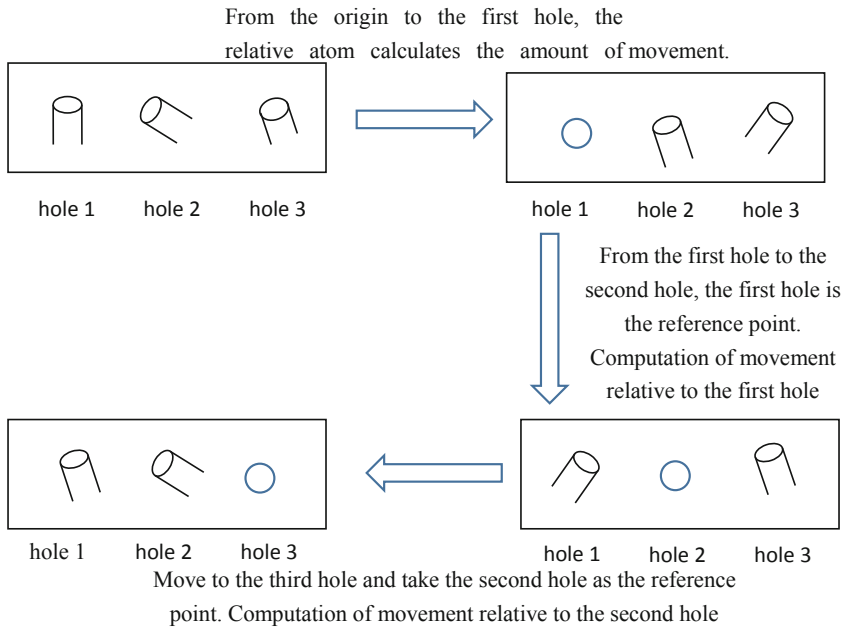 From the origin to the first hole, the
relative atom calculates the amount of movement.
hole 1 hole 2 hole 3
hole 1 hole 2 hole 3
From the first hole to the
second hole, the first hole is
the reference point.
Computation of movement
relative to the first hole
hole 1 hole 2 hole 3
hole 1 hole 2 hole 3
Move to the third hole and take the second hole as the reference
point. Computation of movement relative to the second hole